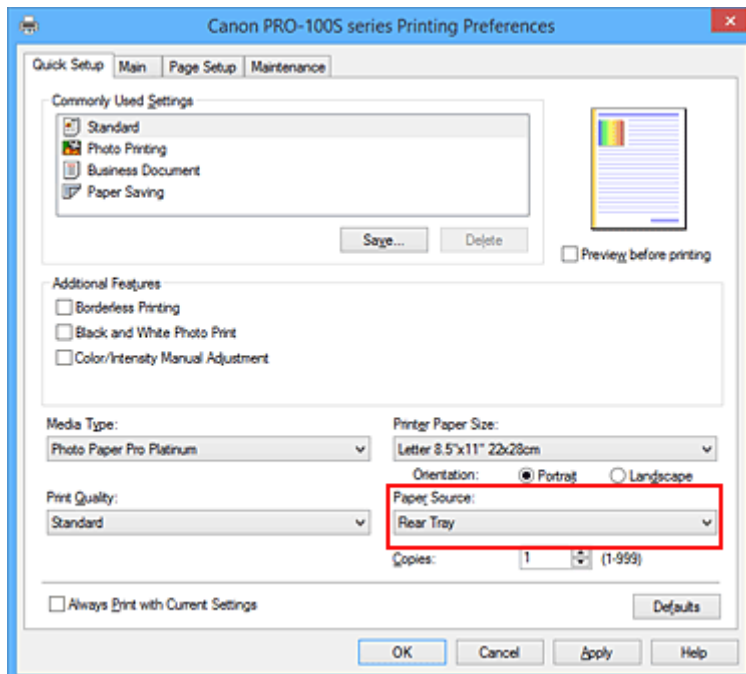 Canon PRO-100S series Printing Preferences
Quick Setup Main Page Setup Maintenance
Commonly Used Settings
Standard
Photo Printing
Business Document
Paper Saving
Save... Delete
Preview before printing
Additional Features
Borderless Printing
Black and White Photo Print
Color/Intensity Manual Adjustment
Media Type: Printer Paper Size:
Photo Paper Pro Platinum Letter 8.5"x11" 22x28cm
Orientation: Portrait Landscape
Print Quality: Paper Source:
Standard Rear Tray
Copies: 1 (1-999)
Always Print with Current Settings Defaults
OK Cancel Apply Help